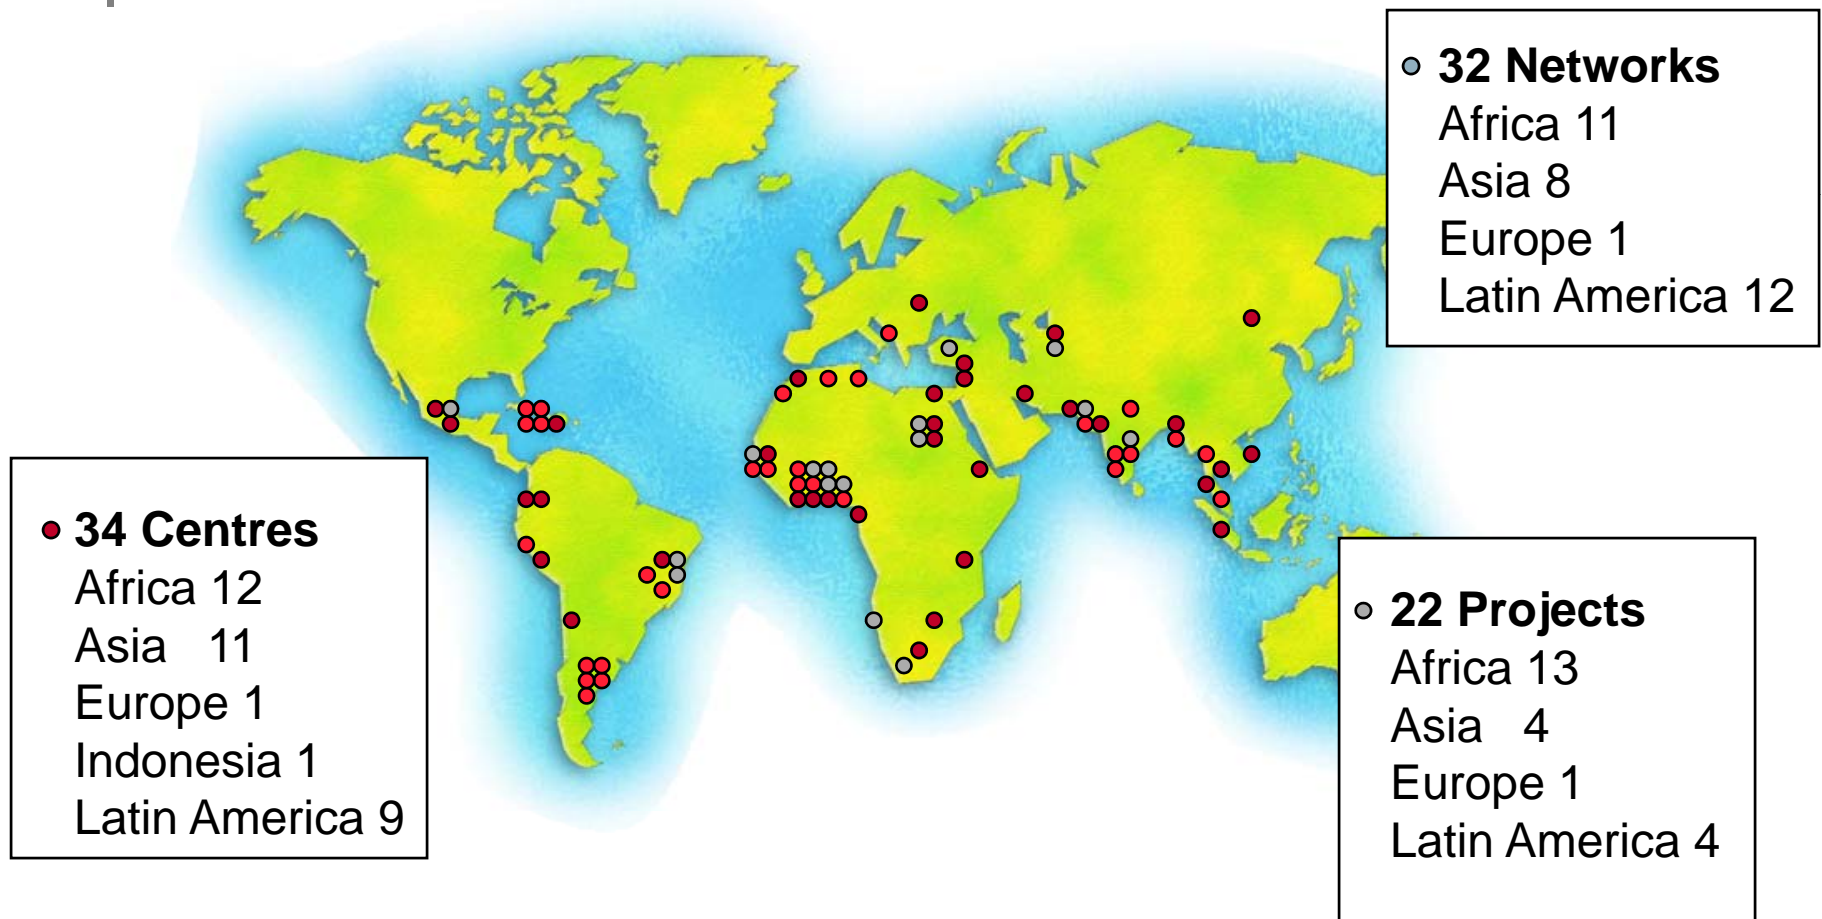 32 Networks
Africa 11
Asia 8
Europe 1
Latin America 12
34 Centres
Africa 12
Asia 11
Europe 1
Indonesia 1
Latin America 9
22 Projects
Africa 13
Asia 4
Europe 1
Latin America 4